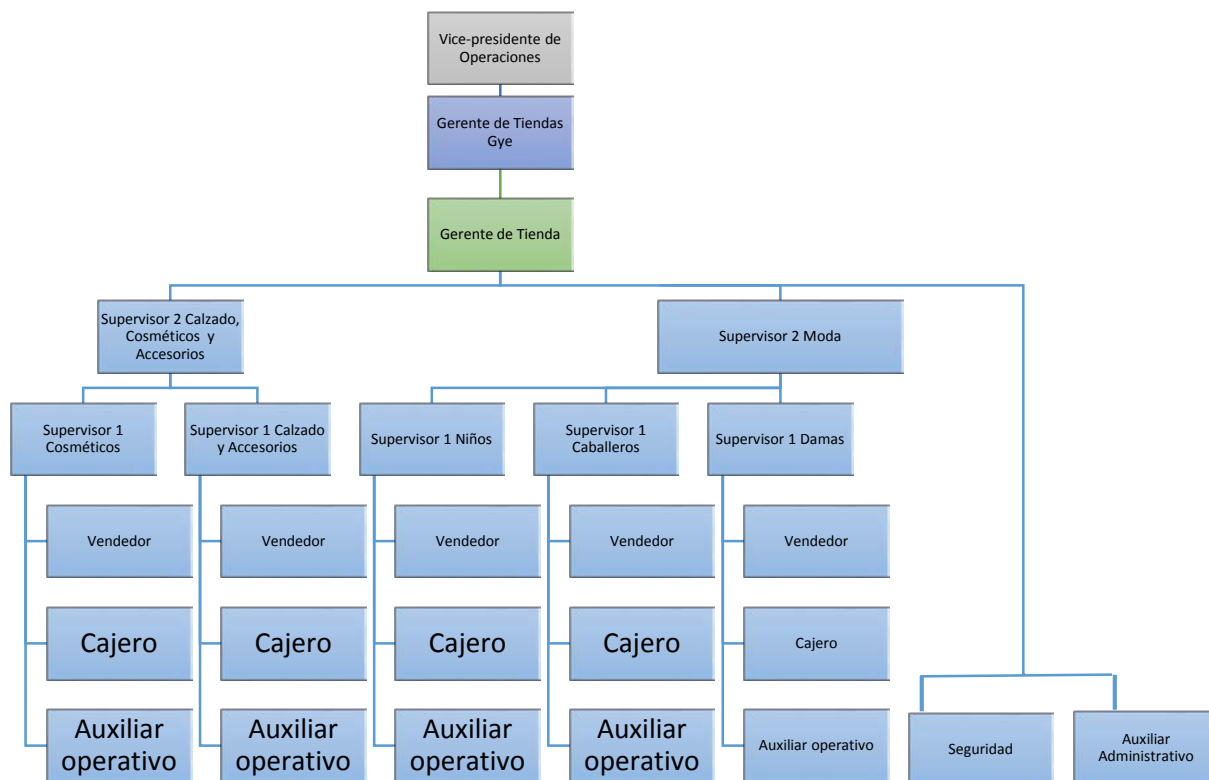 Vice-presidente de
Operaciones
Gerente de Tiendas
Gye
Gerente de Tienda
Supervisor 2 Calzado,
Cosméticos y
Accesorios
Supervisor 2 Moda
Supervisor 1
Cosméticos
Supervisor 1 Calzado
y Accesorios
Supervisor 1 Niños
Supervisor 1
Caballeros
Supervisor 1 Damas
Vendedor
Vendedor
Vendedor
Vendedor
Vendedor
Cajero
Cajero
Cajero
Cajero
Cajero
Auxiliar
operativo
Auxiliar
operativo
Auxiliar
operativo
Auxiliar
operativo
Auxiliar operativo
Seguridad
Auxiliar
Administrativo